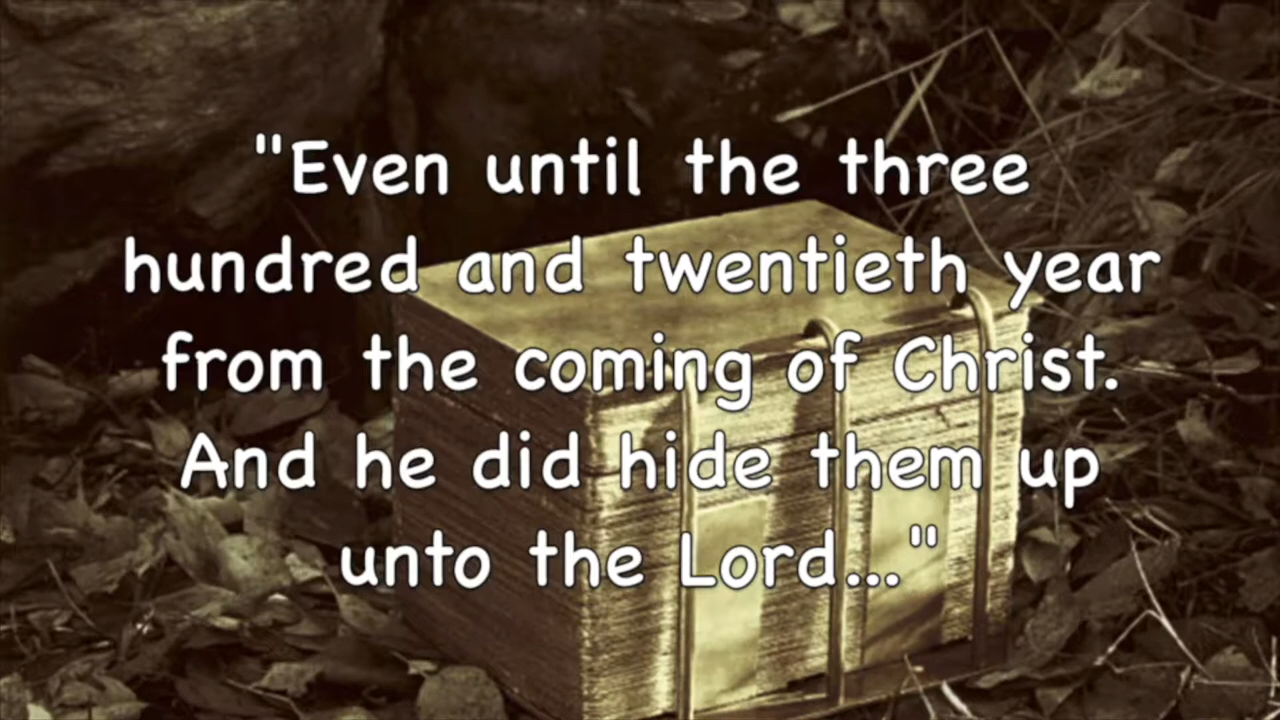 "Even until the three
hundred and twentieth year
from the coming of Christ.
And he did hide them up
unto the Lord..."